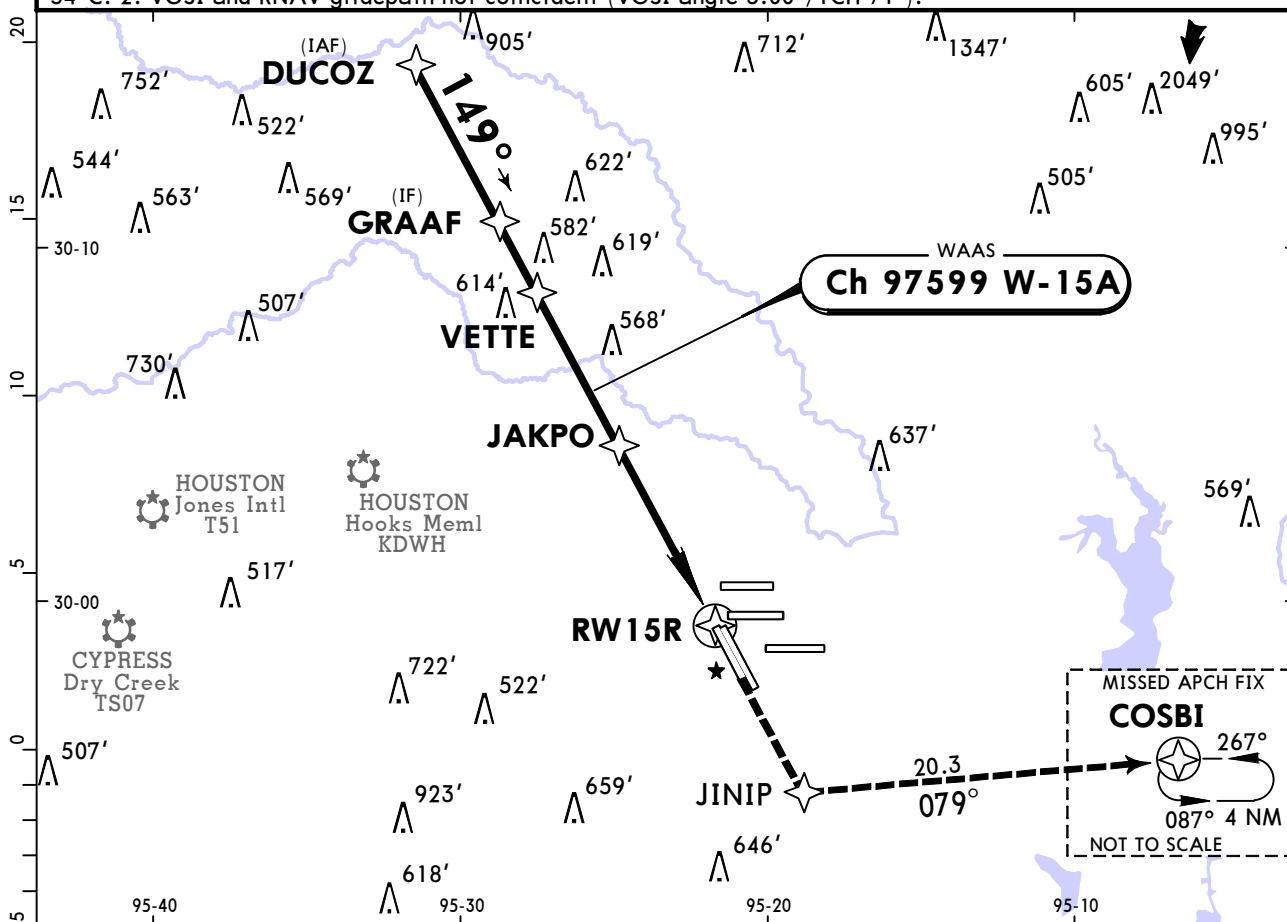 34°C. 2. VGSI and RNAV glidepath not coincident (VGSI angle 3.00°/TCH 71').
20
15
10
5
0
5
30-10
30-00
95-40
95-30
95-20
95-10
(IAF)
DUCOZ
149°
(IF)
GRAAF
VETTE
JAKPO
RW15R
JINIP
WAAS
Ch 97599 W-15A
905'
712'
1347'
605'
2049'
995'
752'
522'
544'
563'
569'
622'
505'
582'
619'
614'
507'
568'
730'
637'
569'
517'
722'
522'
507'
923'
659'
618'
646'
HOUSTON
Jones Intl
T51
HOUSTON
Hooks Meml
KDWH
CYPRESS
Dry Creek
TS07
20.3
079°
MISSED APCH FIX
COSBI
267°
087° 4 NM
NOT TO SCALE